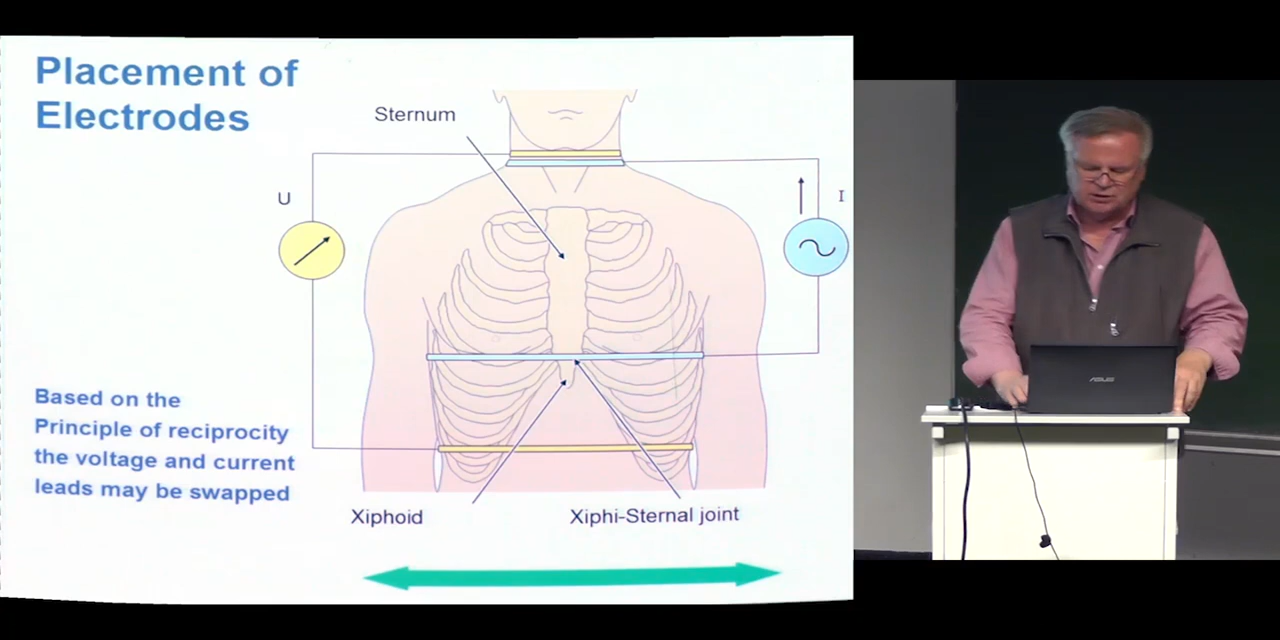 Placement of
Electrodes
Sternum
U
I
Based on the
Principle of reciprocity
the voltage and current
leads may be swapped
Xiphoid
Xiphi-Sternal joint
ASUS